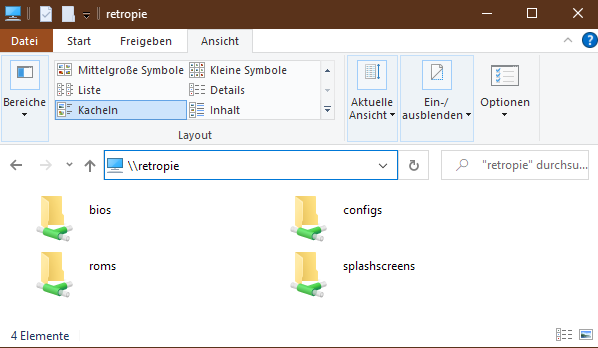 retropie
Datei Start Freigeben Ansicht
Mittelgroße Symbole Kleine Symbole
Liste Details
Kacheln Inhalt
Bereiche
Aktuelle Ansicht
Ein-/ ausblenden
Optionen
Layout
\\retropie
"retropie" durchsu...
bios configs
roms splashscreens
4 Elemente